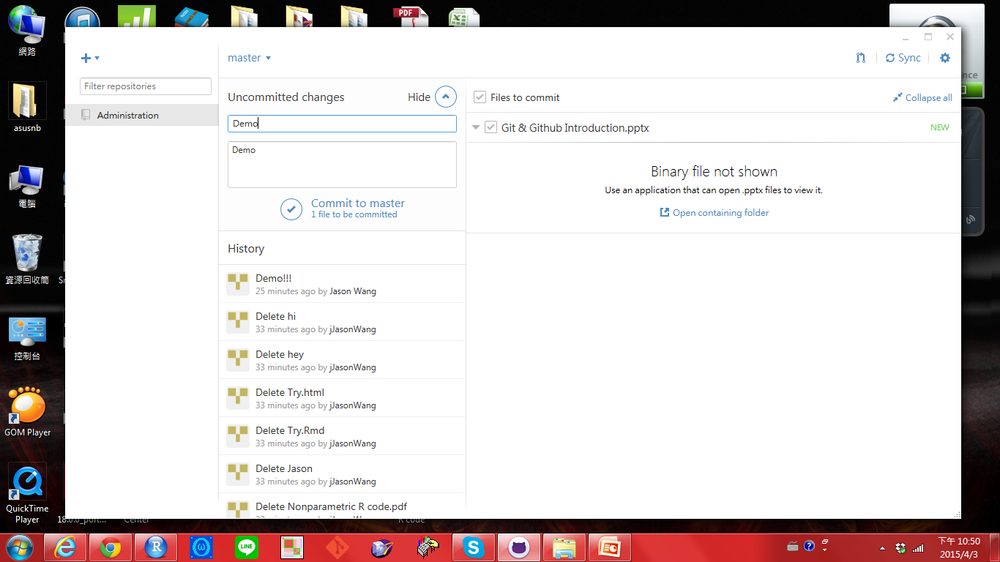 網路
asusnb
電腦
資源回收筒
控制台
GOM Player
QuickTime
Player
PDF
master
Sync
Filter repositories
Administration
Uncommitted changes
Hide
Demo
Demo
Commit to master
1 file to be committed
History
Demo!!!
25 minutes ago by Jason Wang
Delete hi
33 minutes ago by jJasonWang
Delete hey
33 minutes ago by jJasonWang
Delete Try.html
33 minutes ago by jJasonWang
Delete Try.Rmd
33 minutes ago by jJasonWang
Delete Jason
33 minutes ago by jJasonWang
Delete Nonparametric R code.pdf
Files to commit
Collapse all
Git & Github Introduction.pptx
NEW
Binary file not shown
Use an application that can open .pptx files to view it.
Open containing folder
R code
LINE
下午 10:50
2015/4/3